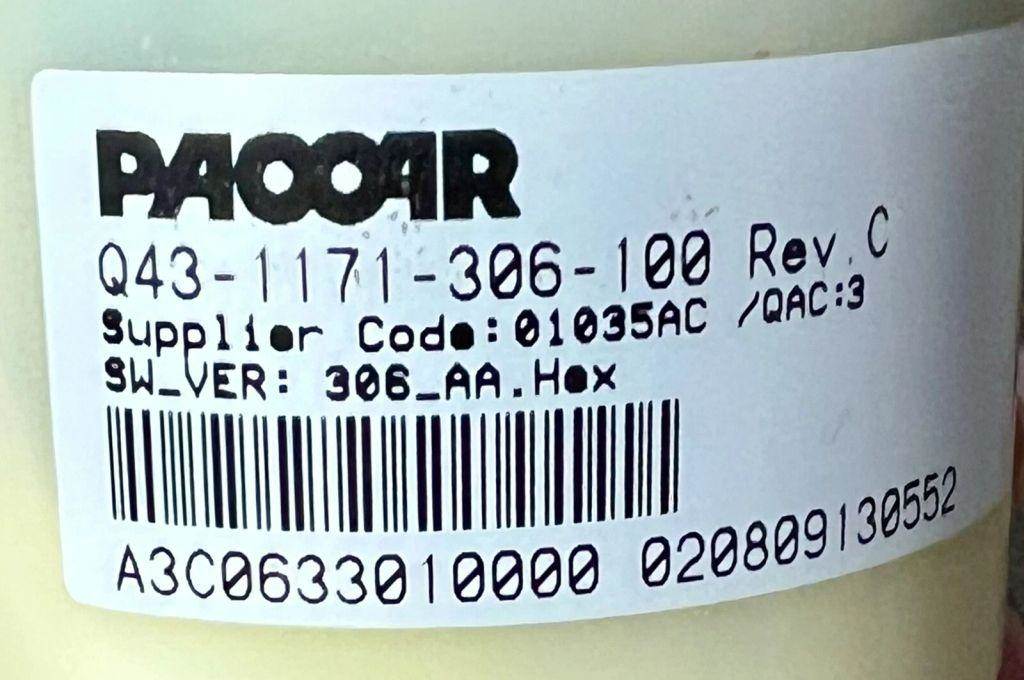 PACCAR
Q43-1171-306-100 Rev. C
Supplier Code:01035AC /QAC:3
SW_VER: 306_AA.Hex
A3C0633010000 020809130552